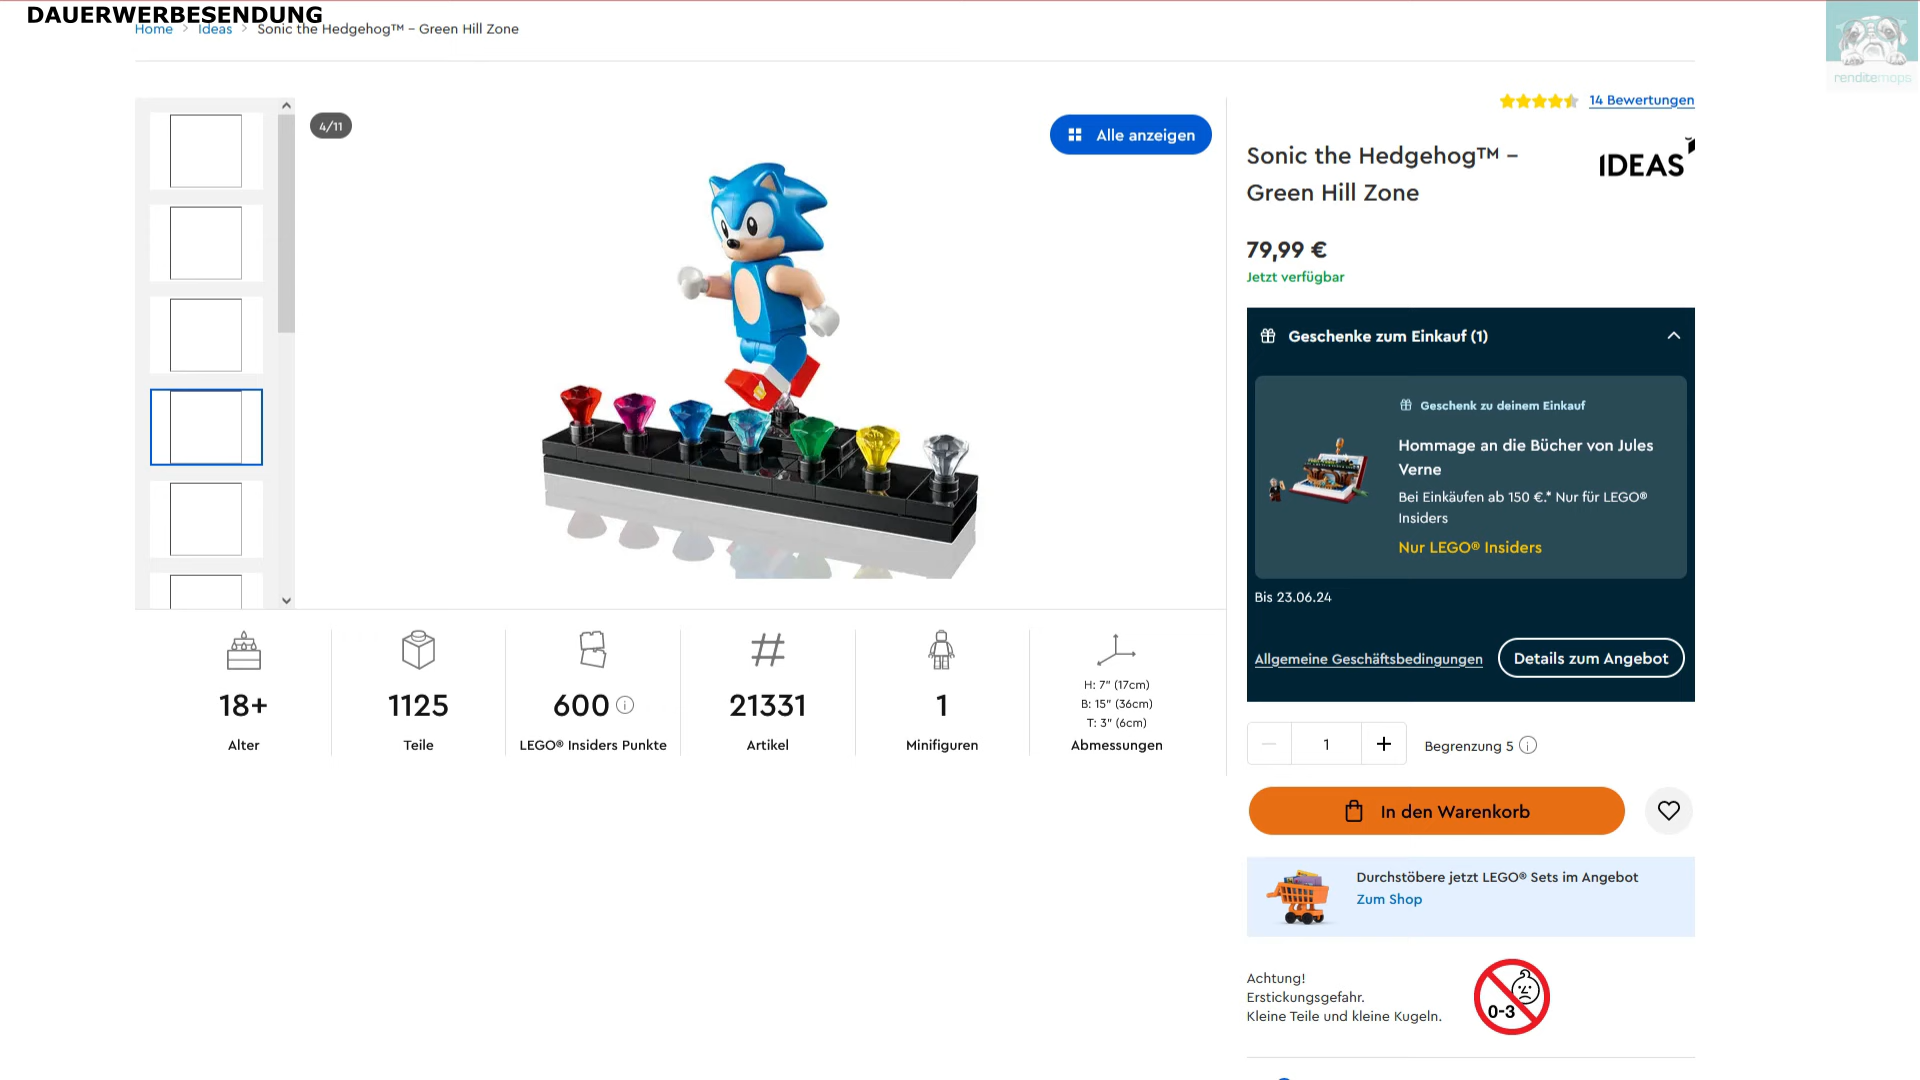 DAUERWERBESENDUNG
Home > Ideas > Sonic the Hedgehog™ – Green Hill Zone
renditemops
4/11
Alle anzeigen
14 Bewertungen
Sonic the Hedgehog™ –
Green Hill Zone
IDEAS
79,99 €
Jetzt verfügbar
Geschenke zum Einkauf (1)
Geschenk zu deinem Einkauf
Hommage an die Bücher von Jules
Verne
Bei Einkäufen ab 150 €.* Nur für LEGO®
Insiders
Nur LEGO® Insiders
Bis 23.06.24
Allgemeine Geschäftsbedingungen
Details zum Angebot
18+
Alter
1125
Teile
600
LEGO® Insiders Punkte
21331
Artikel
1
Minifiguren
H: 7" (17cm)
B: 15" (36cm)
T: 3" (6cm)
Abmessungen
1
Begrenzung 5
In den Warenkorb
Durchstöbere jetzt LEGO® Sets im Angebot
Zum Shop
Achtung!
Erstickungsgefahr.
Kleine Teile und kleine Kugeln.
0-3